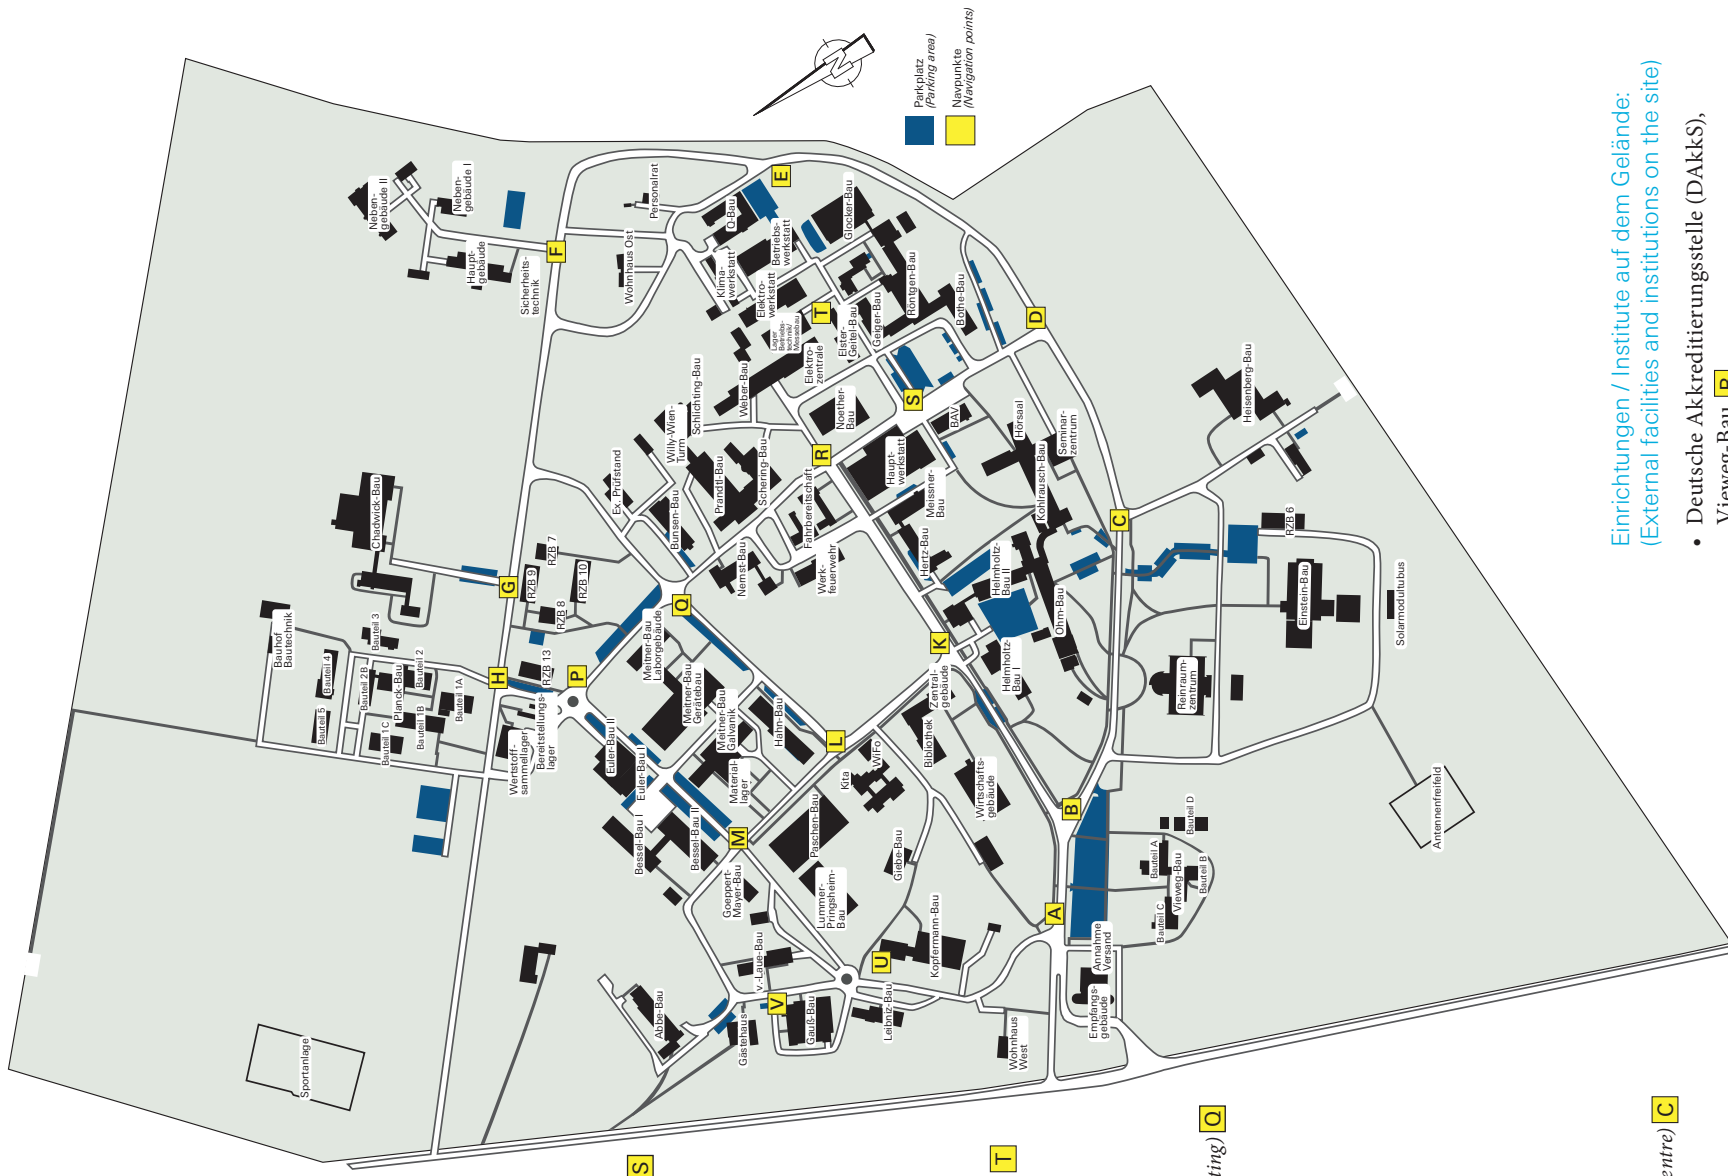 Einrichtungen / Institute auf dem Gelände:
(External facilities and institutions on the site)
• Deutsche Akkreditierungsstelle (DAkkS),
Vieweg-Bau B
Parkplatz
(Parking area)
Navpunkte
(Navigation points)
N
Neben-
gebäude II
Neben-
gebäude I
Haupt-
gebäude
Sicherheits-
technik
F
Personalrat
Wohnhaus Ost
E
Q-Bau
Betriebs-
werkstatt
Klima-
werkstatt
Elektro-
werkstatt
Lager
Betriebs-
technik/
Messebau
Glocker-Bau
T
Röntgen-Bau
Geiger-Bau
Elster-
Geitel-Bau
Bothe-Bau
D
Elektro-
zentrale
Weber-Bau
Schlichting-Bau
Willy-Wien-
Turm
Noether-
Bau
S
R
BAV
Hörsaal
Seminar-
zentrum
Heisenberg-Bau
Haupt-
werkstatt
Meissner-
Bau
Kohlrausch-Bau
Ex. Prüfstand
Bunsen-Bau
Prandtl-Bau
Schering-Bau
Fahrbereitschaft
Werk-
feuerwehr
Nernst-Bau
Hertz-Bau
Helmholtz-
Bau II
Helmholtz-
Bau I
Ohm-Bau
C
RZB 6
Einstein-Bau
Solarmodultubus
Reinraum-
zentrum
Antennenfreifeld
Chadwick-Bau
G
RZB 7
RZB 9
RZB 10
RZB 8
RZB 13
Bauhof
Bautechnik
Bauteil 3
Bauteil 4
Bauteil 2B
Bauteil 2
Planck-Bau
Bauteil 1A
Bauteil 1B
Bauteil 1C
Bauteil 5
H
P
Q
K
L
M
Wertstoff-
sammellager
Bereitstellungs-
lager
Meitner-Bau
Laborgebäude
Meitner-Bau
Gerätebau
Meitner-Bau
Galvanik
Hahn-Bau
Material-
lager
Euler-Bau II
Euler-Bau I
Bessel-Bau I
Bessel-Bau II
Zentral-
gebäude
Bibliothek
WiFo
Kita
Wirtschafts-
gebäude
Paschen-Bau
Giebe-Bau
Goeppert-
Mayer-Bau
Lummer-
Pringsheim-
Bau
B
Bauteil D
Bauteil A
Vieweg-Bau
Bauteil B
Bauteil C
A
Annahme
Versand
Empfangs-
gebäude
Kopfermann-Bau
U
v.-Laue-Bau
V
Gauß-Bau
Leibniz-Bau
Abbe-Bau
Gästehaus
Wohnhaus
West
Sportanlage
S
T
ting) Q
entre) C